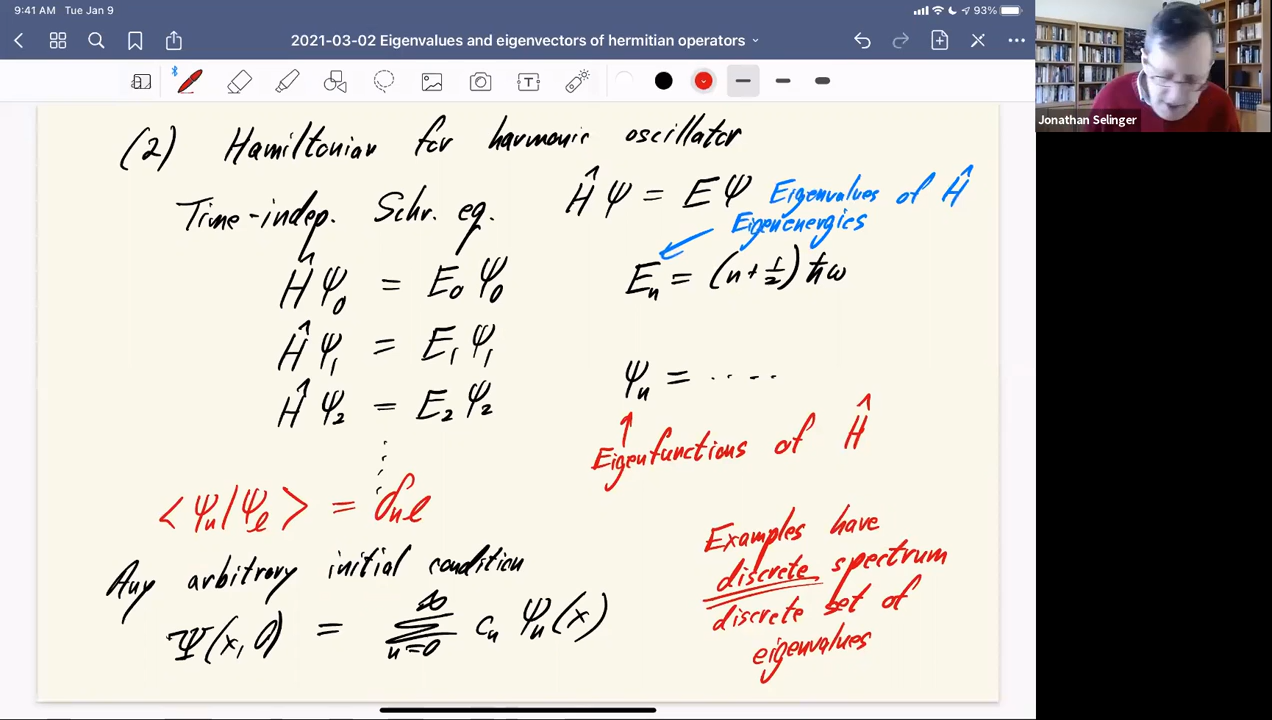 9:41 AM Tue Jan 9
93%
2021-03-02 Eigenvalues and eigenvectors of hermitian operators
Jonathan Selinger
(2) Hamiltonian for harmonic oscillator
Time-indep. Schr. eq. Ĥψ = Eψ Eigenvalues of Ĥ
Eigenenergies
Ĥψ₀ = E₀ψ₀
Eₙ = (n+½)ħω
Ĥψ₁ = E₁ψ₁
ψₙ = .....
Ĥψ₂ = E₂ψ₂
Eigenfunctions of Ĥ
<ψₙ|ψₗ> = δₙₗ
Any arbitrary initial condition
Ψ(x,0) = ∑ₙ₌₀^∞ cₙ ψₙ(x)
Examples have
discrete spectrum
discrete set of
eigenvalues